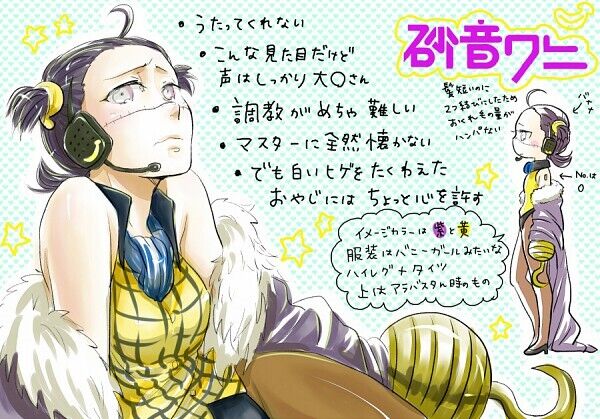 砂音ワニ
・うたってくれない
・こんな見た目だけど
声はしっかり大〇さん
・調教がめちゃ難しい
・マスターに全然懐かない
・でも白いヒゲをたくわえた
おやじにはちょっと心を許す
髪短いのに
2つ結びにしたため
おくれもの量が
ハンパない
バナナ
No.は
0
イメージカラーは紫と黄
服装はバニーガールみたいな
ハイレグ+タイツ
上はアラバスタん時のもの